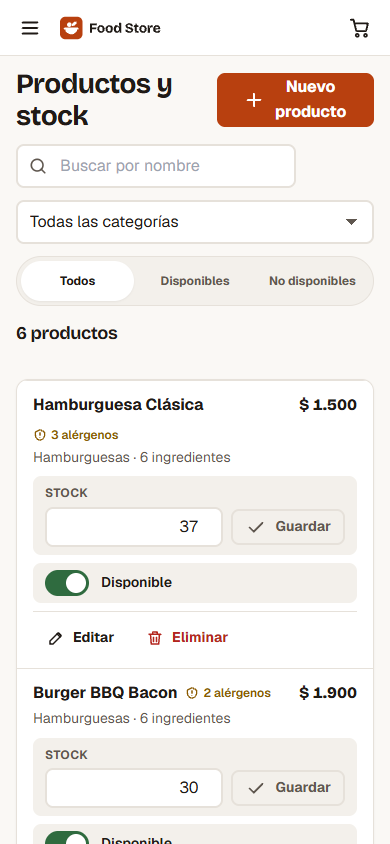 Food Store
Productos y
stock
Nuevo
producto
Buscar por nombre
Todas las categorías
Todos
Disponibles
No disponibles
6 productos
Hamburguesa Clásica
$ 1.500
3 alérgenos
Hamburguesas · 6 ingredientes
STOCK
37
Guardar
Disponible
Editar
Eliminar
Burger BBQ Bacon
2 alérgenos
$ 1.900
Hamburguesas · 6 ingredientes
STOCK
30
Guardar
Disponible